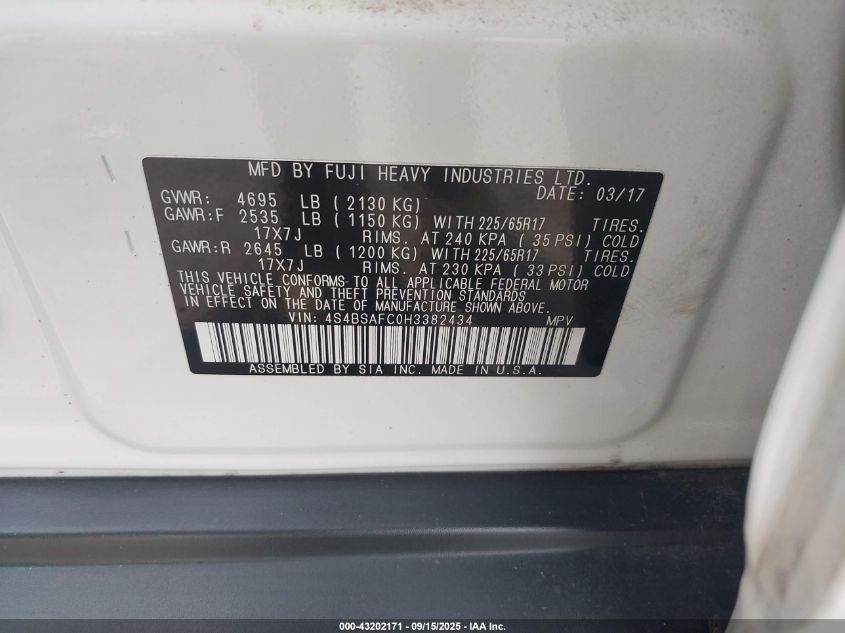 MFD BY FUJI HEAVY INDUSTRIES LTD.
DATE: 03/17
GVWR: 4695 LB ( 2130 KG)
GAWR:F 2535 LB ( 1150 KG) WITH 225/65R17 TIRES.
17X7J RIMS. AT 240 KPA ( 35 PSI) COLD
GAWR:R 2645 LB ( 1200 KG) WITH 225/65R17 TIRES.
17X7J RIMS. AT 230 KPA ( 33 PSI) COLD
THIS VEHICLE CONFORMS TO ALL APPLICABLE FEDERAL MOTOR
VEHICLE SAFETY AND THEFT PREVENTION STANDARDS
IN EFFECT ON THE DATE OF MANUFACTURE SHOWN ABOVE.
VIN: 4S4BSAFC0H3382434 MPV
ASSEMBLED BY SIA INC. MADE IN U.S.A.
000-43202171 - 09/15/2025 - IAA Inc.